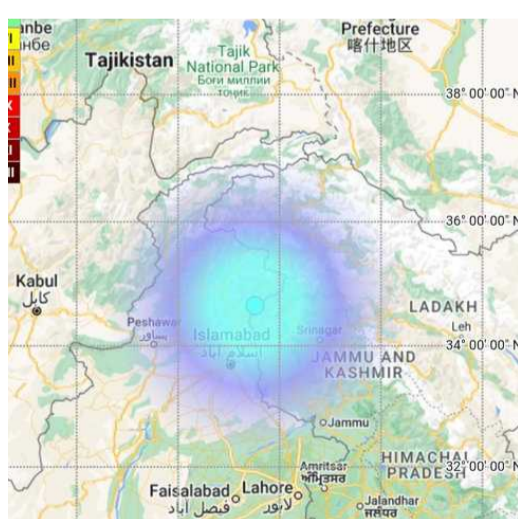 anbe
нбе
Tajikistan
Tajik
National Park
Боғи миллии
тоҷик
Prefecture
喀什地区
38° 00' 00" N
36° 00' 00" N
Kabul
کابل
Peshawar
پشاور
Islamabad
اسلام آباد
Srinagar
LADAKH
Leh
34° 00' 00" N
JAMMU AND
KASHMIR
Jammu
HIMACHAL
PRADESH
32° 00' 00" N
Amritsar
ਅੰਮ੍ਰਿਤਸਰ
Faisalabad
فیصل آباد
Lahore
لاہور
Jalandhar
ਜਲੰਧਰ